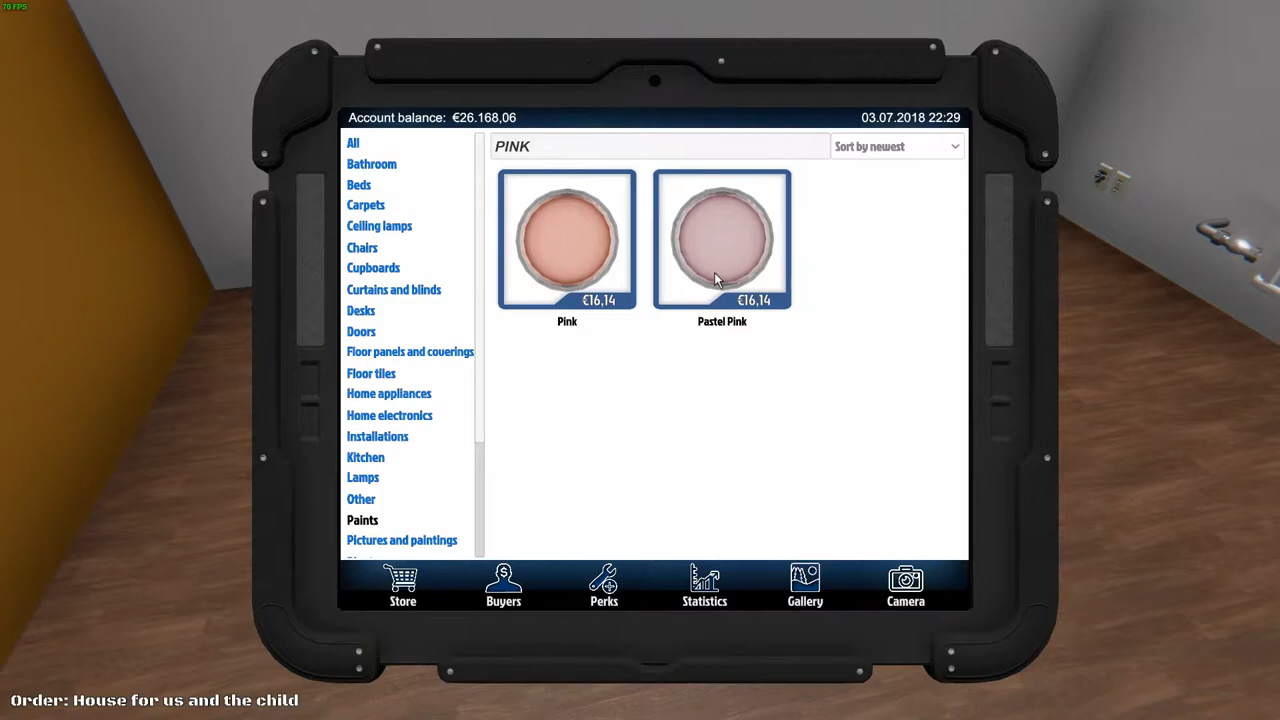 70 FPS
Account balance: €26.168,06
03.07.2018 22:29
All
Bathroom
Beds
Carpets
Ceiling lamps
Chairs
Cupboards
Curtains and blinds
Desks
Doors
Floor panels and coverings
Floor tiles
Home appliances
Home electronics
Installations
Kitchen
Lamps
Other
Paints
Pictures and paintings
PINK
Sort by newest
€16,14
Pink
€16,14
Pastel Pink
Store
Buyers
Perks
Statistics
Gallery
Camera
Order: House for us and the child